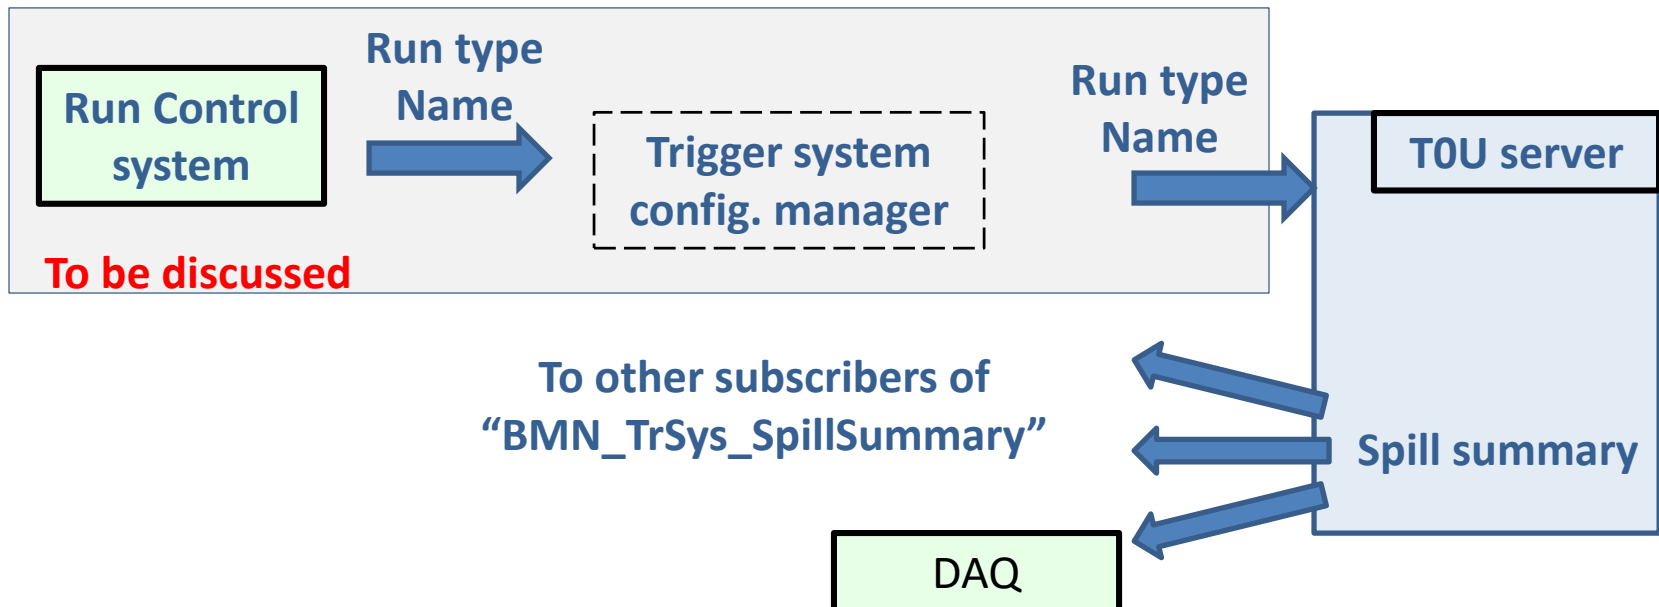 Run Control
system
Run type
Name
Trigger system
config. manager
Run type
Name
T0U server
To be discussed
To other subscribers of
“BMN_TrSys_SpillSummary”
Spill summary
DAQ